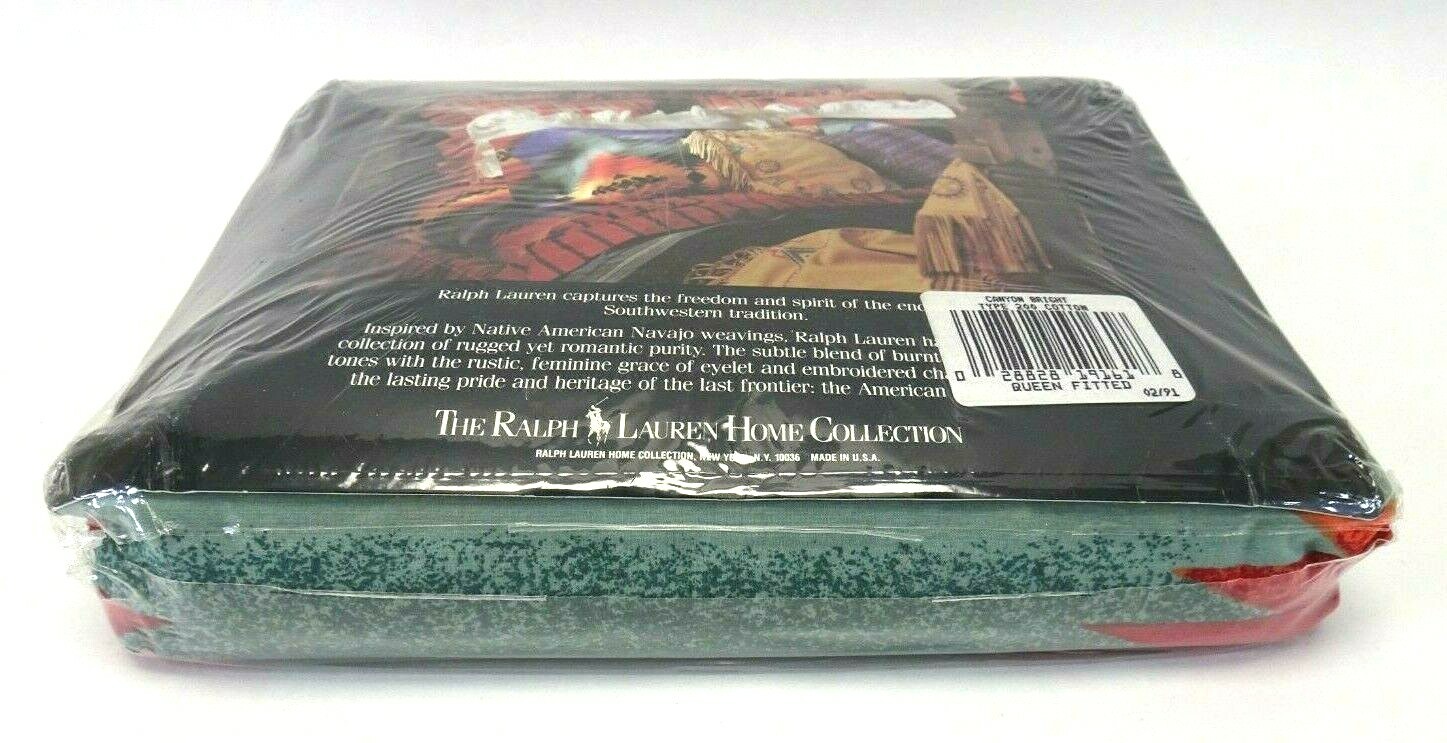 Ralph Lauren captures the freedom and spirit of the
Southwestern tradition.
Inspired by Native American Navajo weavings, Ralph Lauren
collection of rugged yet romantic purity. The subtle blend of
tones with the rustic, feminine grace of eyelet and embroidered
the lasting pride and heritage of the last frontier: the American
THE RALPH LAUREN HOME COLLECTION
RALPH LAUREN HOME COLLECTION, NEW YORK, N.Y. 10036 MADE IN U.S.A.
CANYON BRIGHT
TYPE 200 COTTON
0 28828 19161 8
QUEEN FITTED 02/91